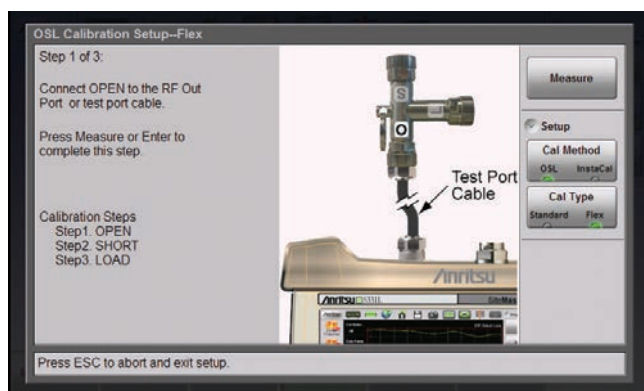 OSL Calibration Setup--Flex
Step 1 of 3:
Connect OPEN to the RF Out
Port or test port cable.
Press Measure or Enter to
complete this step.
Calibration Steps
Step1. OPEN
Step2. SHORT
Step3. LOAD
S
O
Test Port
Cable
Anritsu
Anritsu
Measure
Setup
Cal Method
OSL InstaCal
Cal Type
Standard Flex
Press ESC to abort and exit setup.